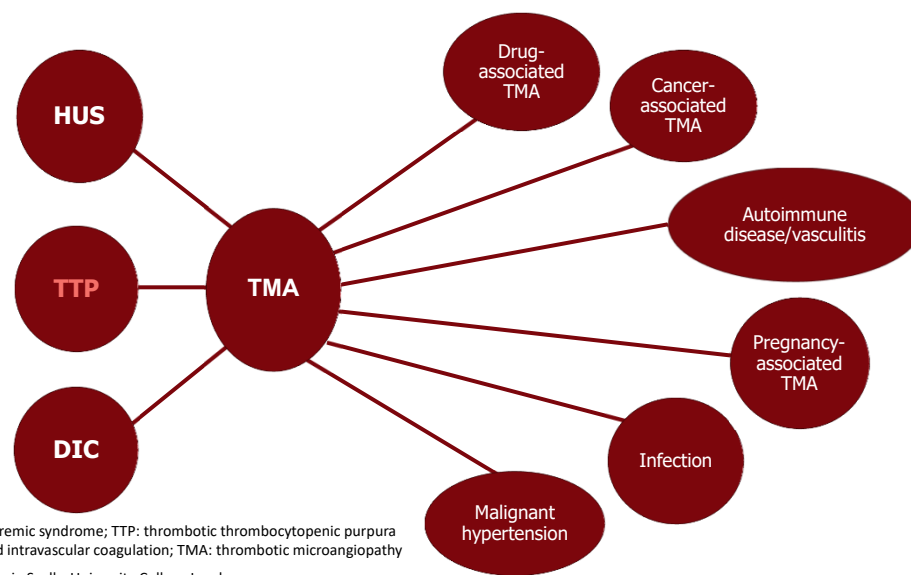 HUS
TTP
DIC
TMA
Drug-
associated
TMA
Cancer-
associated
TMA
Autoimmune
disease/vasculitis
Pregnancy-
associated
TMA
Infection
Malignant
hypertension
syndrome; TTP: thrombotic thrombocytopenic purpura
intravascular coagulation; TMA: thrombotic microangiopathy